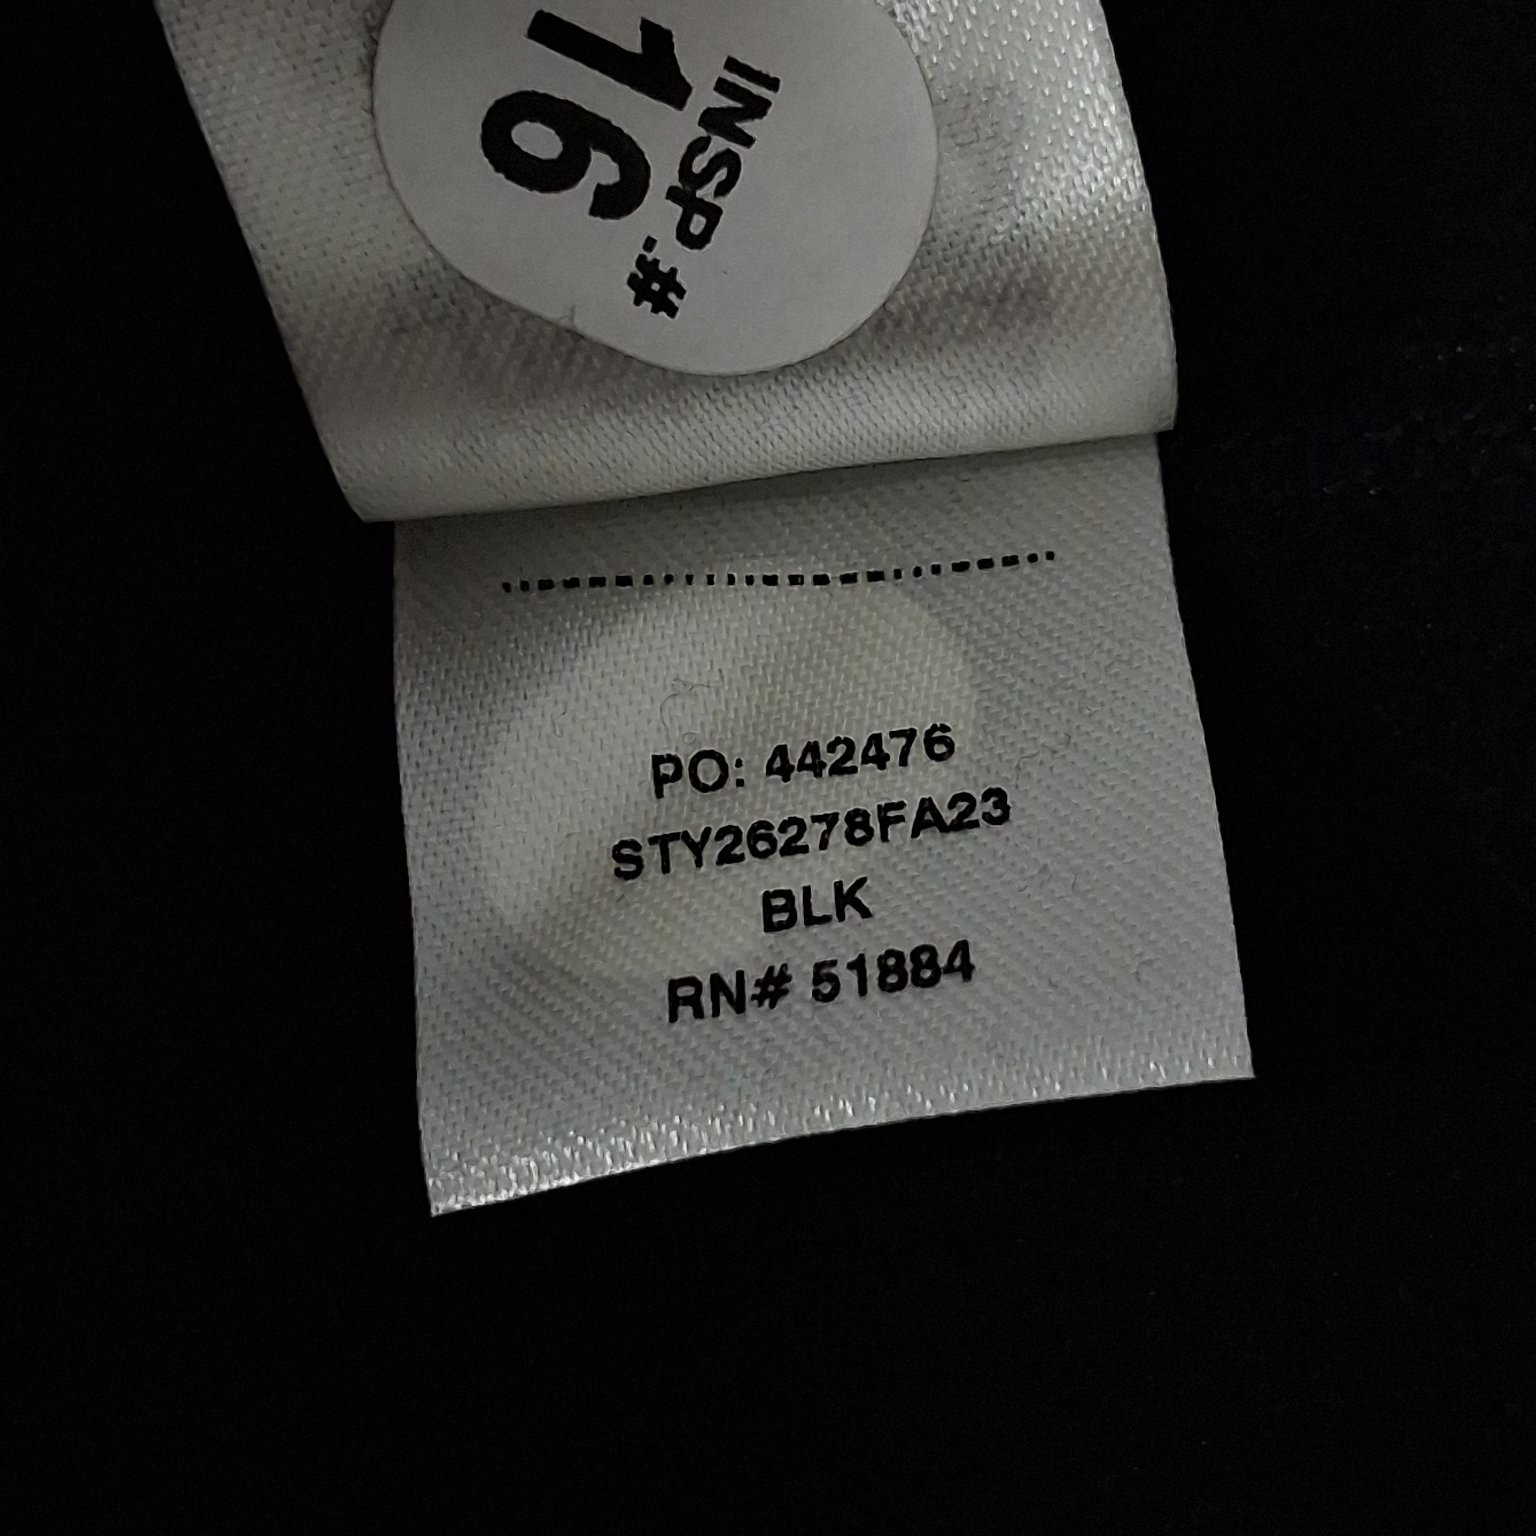 INSP.#
16
PO: 442476
STY26278FA23
BLK
RN# 51884